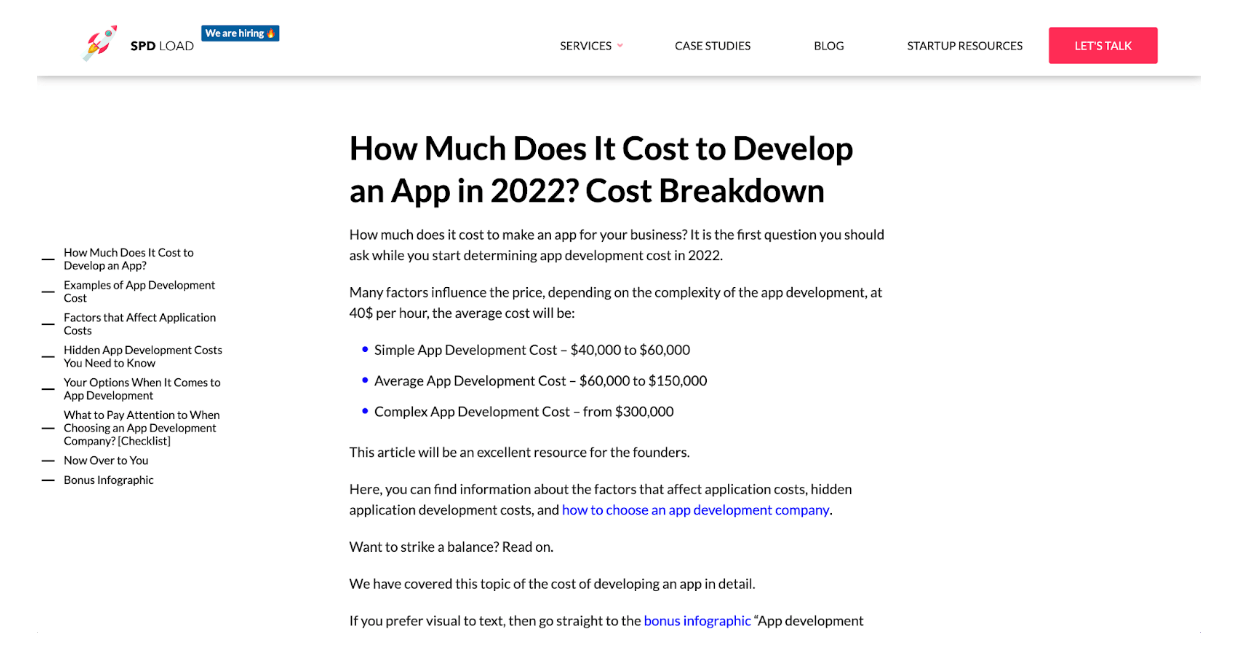 SPD LOAD
We are hiring 🔥
SERVICES
CASE STUDIES
BLOG
STARTUP RESOURCES
LET'S TALK
How Much Does It Cost to
Develop an App?
Examples of App Development
Cost
Factors that Affect Application
Costs
Hidden App Development Costs
You Need to Know
Your Options When It Comes to
App Development
What to Pay Attention to When
Choosing an App Development
Company? [Checklist]
Now Over to You
Bonus Infographic
How Much Does It Cost to Develop
an App in 2022? Cost Breakdown
How much does it cost to make an app for your business? It is the first question you should
ask while you start determining app development cost in 2022.
Many factors influence the price, depending on the complexity of the app development, at
40$ per hour, the average cost will be:
Simple App Development Cost – $40,000 to $60,000
Average App Development Cost – $60,000 to $150,000
Complex App Development Cost – from $300,000
This article will be an excellent resource for the founders.
Here, you can find information about the factors that affect application costs, hidden
application development costs, and how to choose an app development company.
Want to strike a balance? Read on.
We have covered this topic of the cost of developing an app in detail.
If you prefer visual to text, then go straight to the bonus infographic “App development